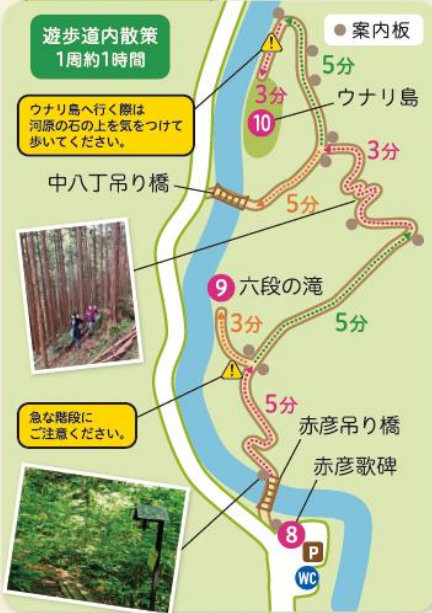 遊歩道内散策
1周約1時間
案内板
5分
ウナリ島へ行く際は
河原の石の上を気をつけて
歩いてください。
3分
10
ウナリ島
3分
中八丁吊り橋
5分
9 六段の滝
3分
5分
急な階段に
ご注意ください。
5分
赤彦吊り橋
赤彦歌碑
8
P
WC